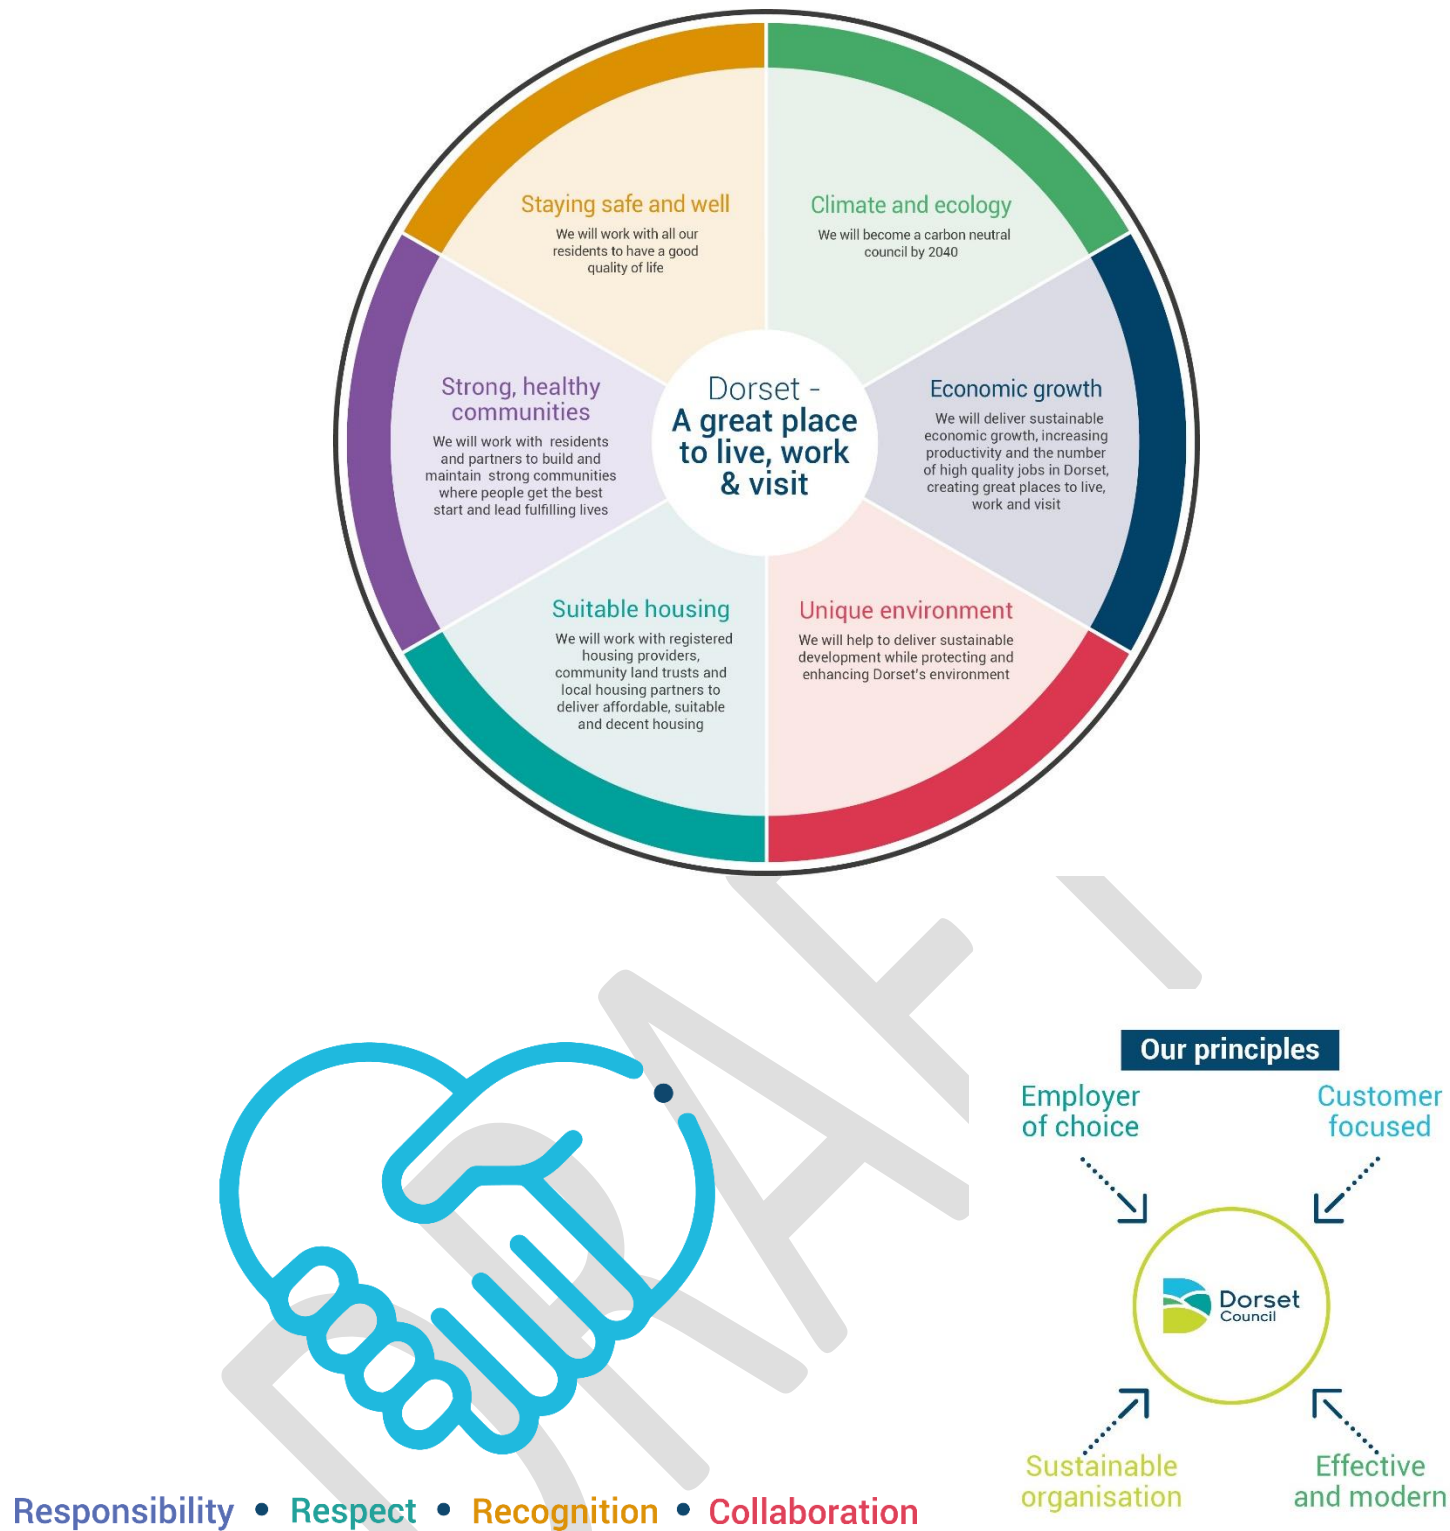 Staying safe and well
We will work with all our
residents to have a good
quality of life
Climate and ecology
We will become a carbon neutral
council by 2040
Strong, healthy
communities
We will work with residents
and partners to build and
maintain strong communities
where people get the best
start and lead fulfilling lives
Dorset -
A great place
to live, work
& visit
Economic growth
We will deliver sustainable
economic growth, increasing
productivity and the number
of high quality jobs in Dorset,
creating great places to live,
work and visit
Suitable housing
We will work with registered
housing providers,
community land trusts and
local housing partners to
deliver affordable, suitable
and decent housing
Unique environment
We will help to deliver sustainable
development while protecting and
enhancing Dorset's environment
DRAFT
Our principles
Employer
of choice
Customer
focused
Dorset
Council
Sustainable
organisation
Effective
and modern
Responsibility • Respect • Recognition • Collaboration